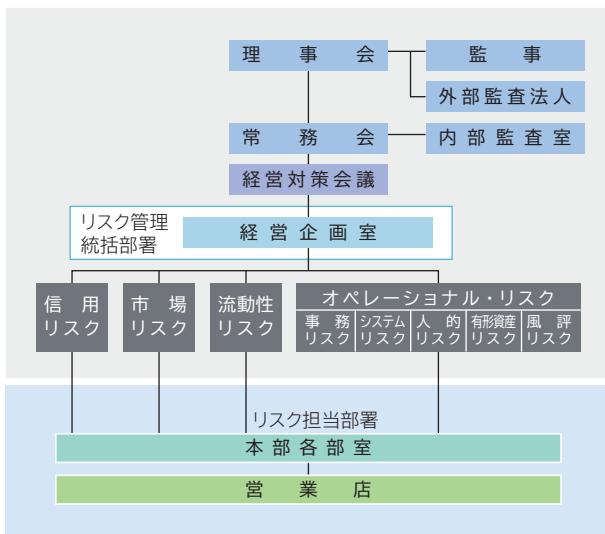 理事会
監事
外部監査法人
常務会
内部監査室
経営対策会議
リスク管理
統括部署
経営企画室
信用
リスク
市場
リスク
流動性
リスク
オペレーショナル・リスク
事務
リスク
システム
リスク
人的
リスク
有形資産
リスク
風評
リスク
リスク担当部署
本部各部室
営業店